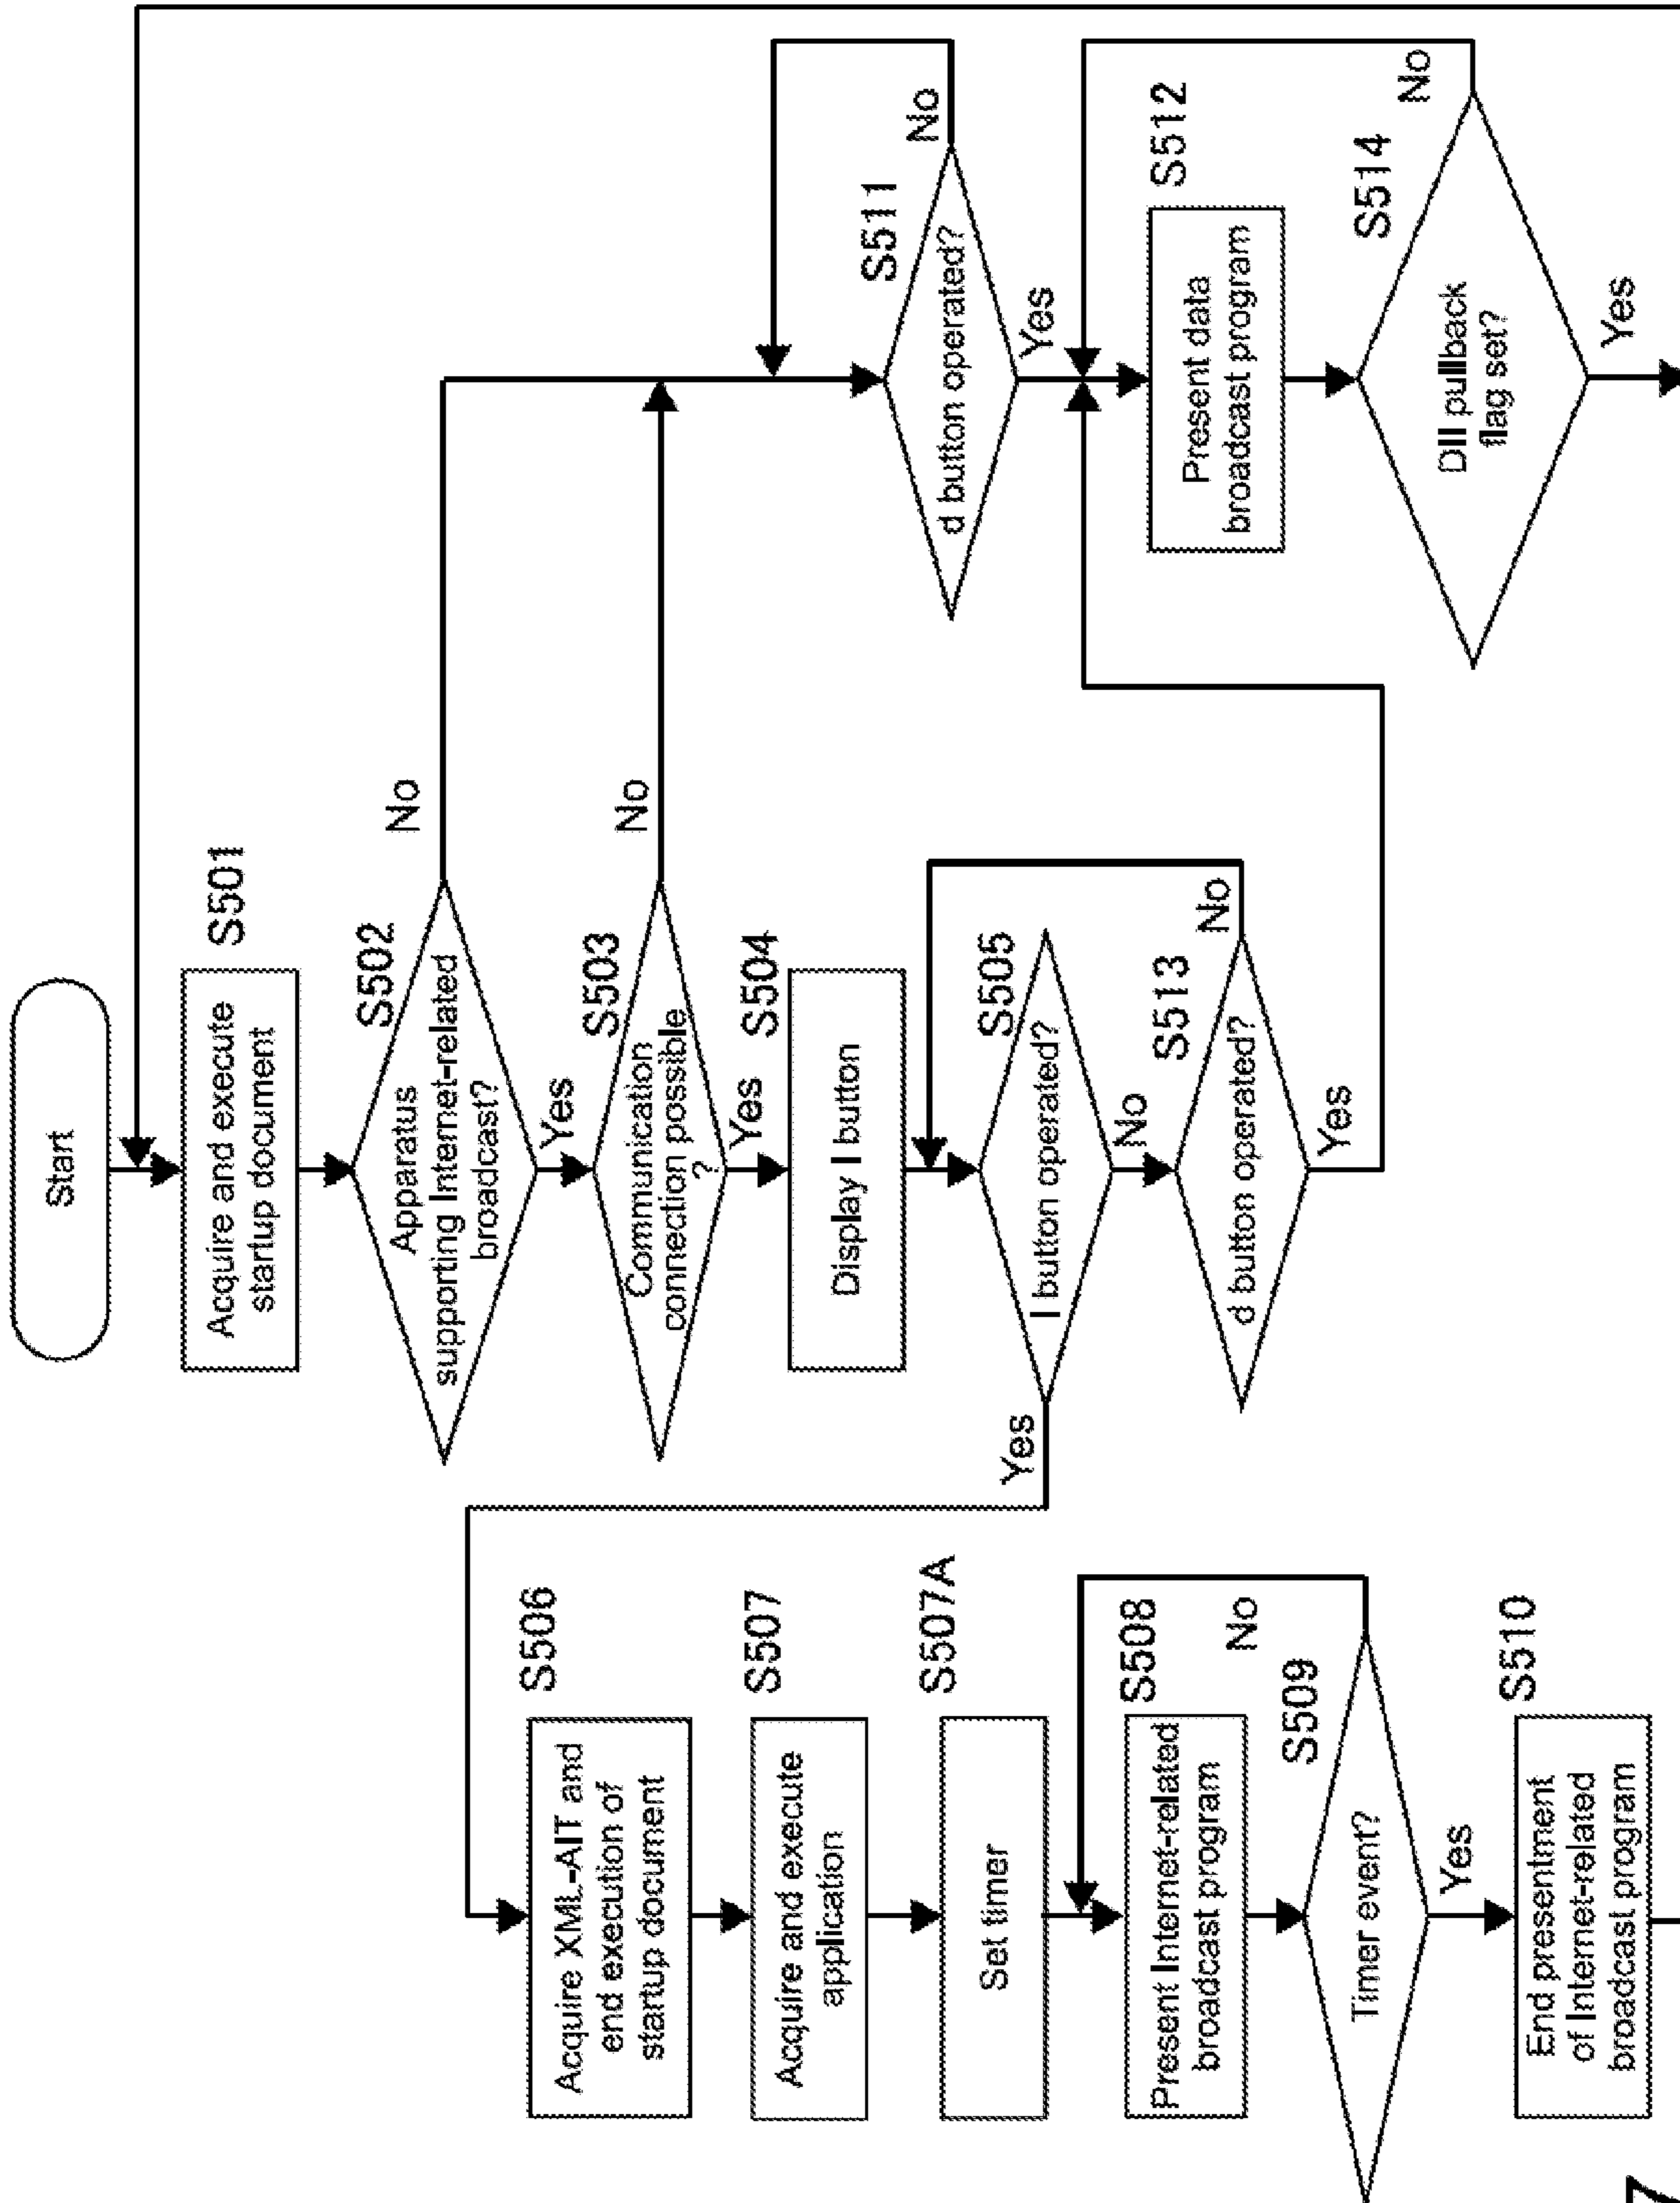 Start
Acquire and execute
startup document
S501
Apparatus
supporting Internet-related
broadcast?
S502
No
Yes
Communication
connection possible
?
S503
No
Yes
Display I button
S504
I button operated?
S505
Yes
No
d button operated?
S513
No
Yes
Acquire XML-AIT and
end execution of
startup document
S506
Acquire and execute
application
S507
Set timer
S507A
Present Internet-related
broadcast program
S508
Timer event?
S509
No
Yes
End presentment
of Internet-related
broadcast program
S510
d button operated?
S511
No
Yes
Present data
broadcast program
S512
DII pullback
flag set?
S514
No
Yes
7